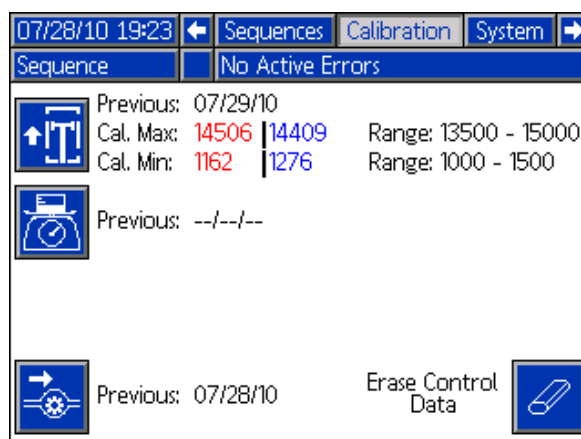 07/28/10 19:23 Sequences Calibration System
Sequence No Active Errors
Previous: 07/29/10
Cal. Max: 14506 14409 Range: 13500 - 15000
Cal. Min: 1162 1276 Range: 1000 - 1500
Previous: --/--/--
Previous: 07/28/10 Erase Control
Data